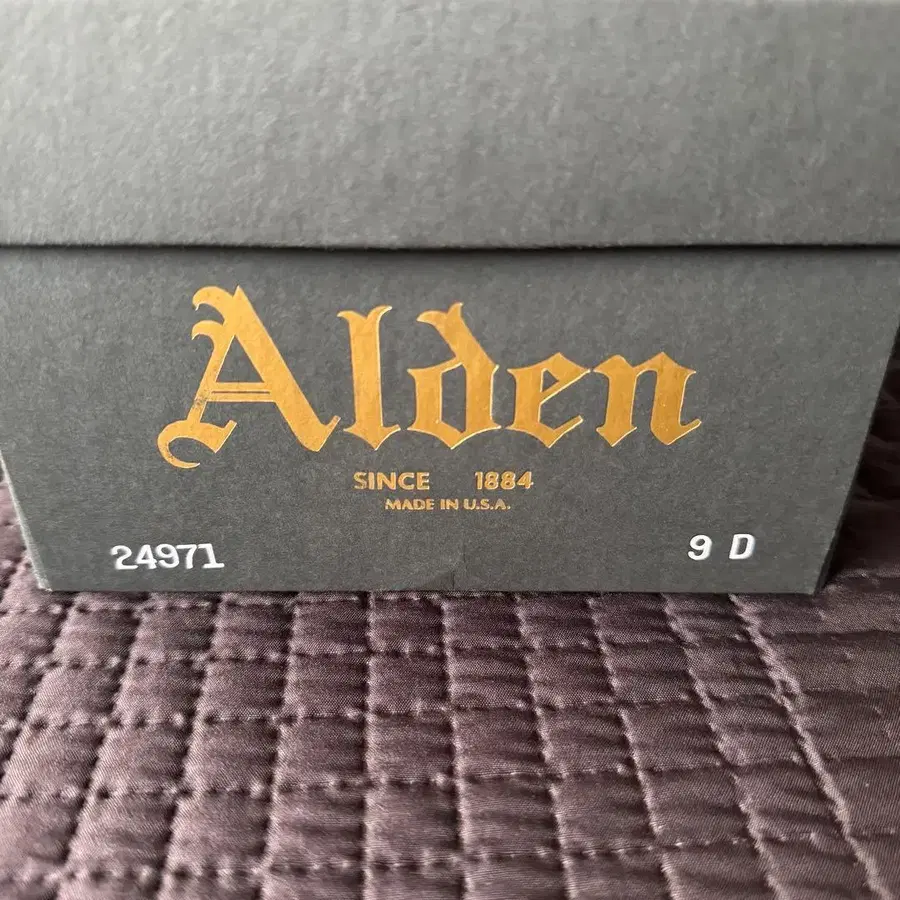 Alden
SINCE 1884
MADE IN U.S.A.
24971 9 D